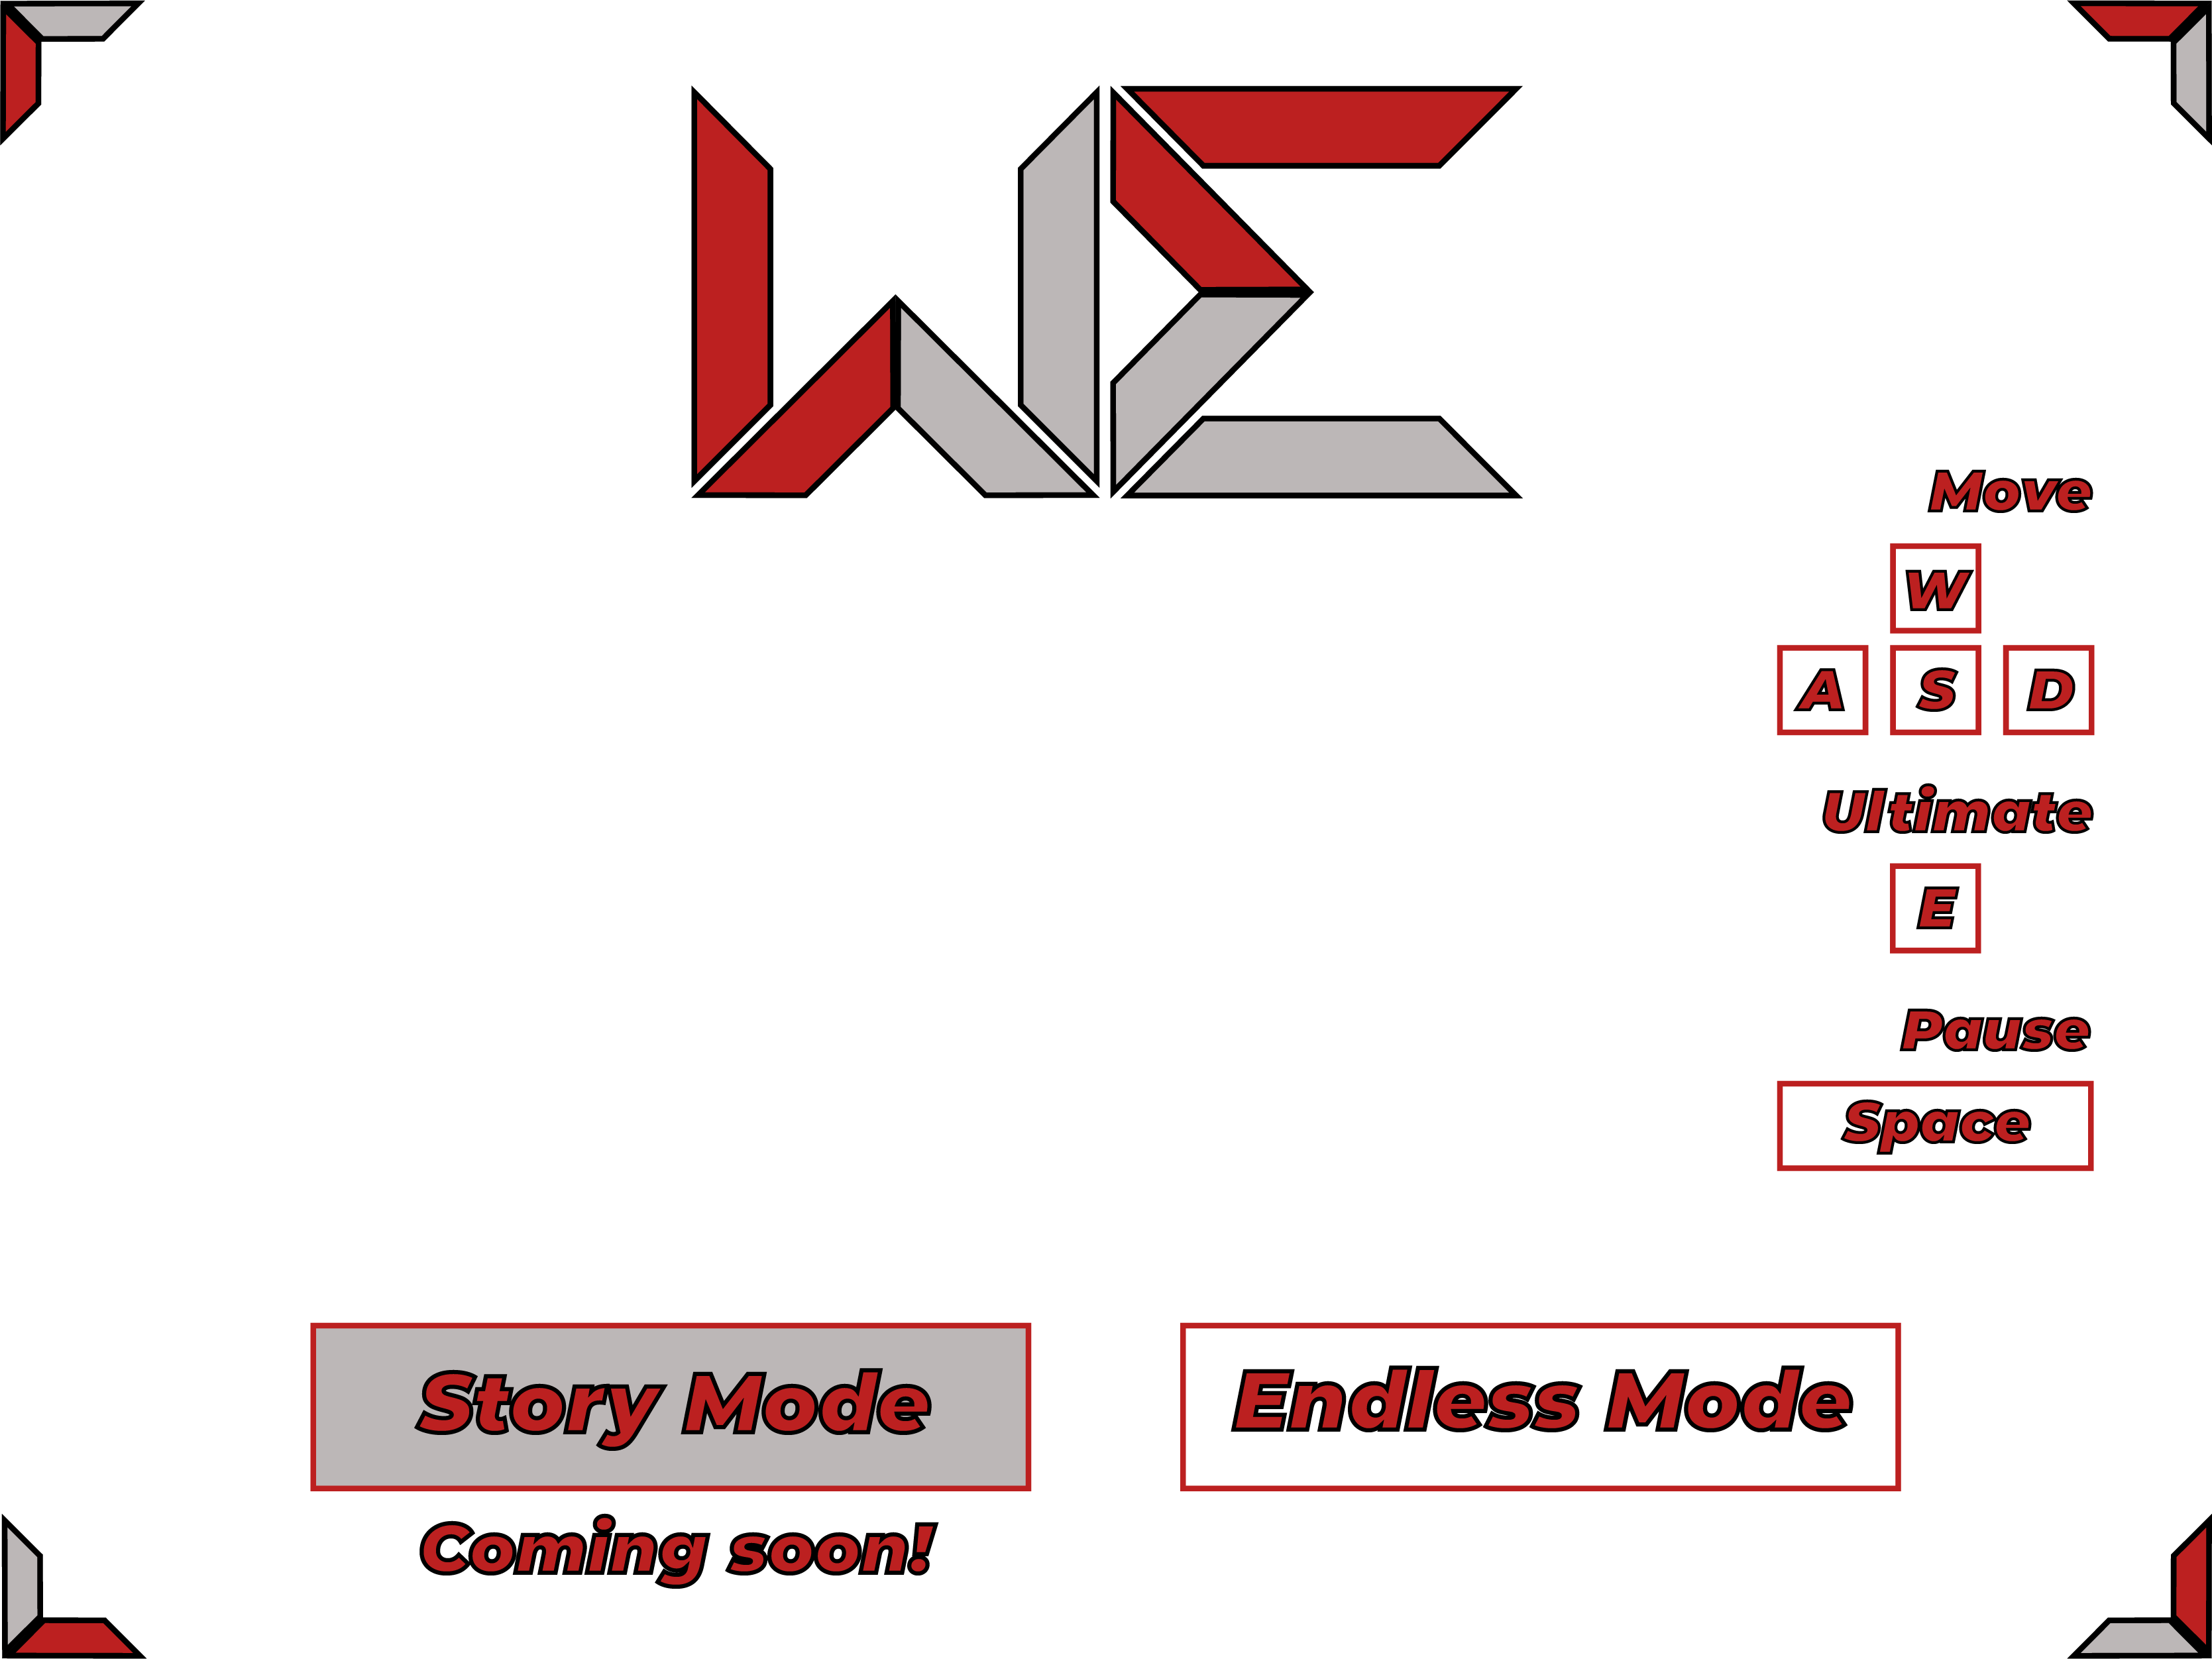 WE
Move
W
A S D
Ultimate
E
Pause
Space
Story Mode
Endless Mode
Coming soon!